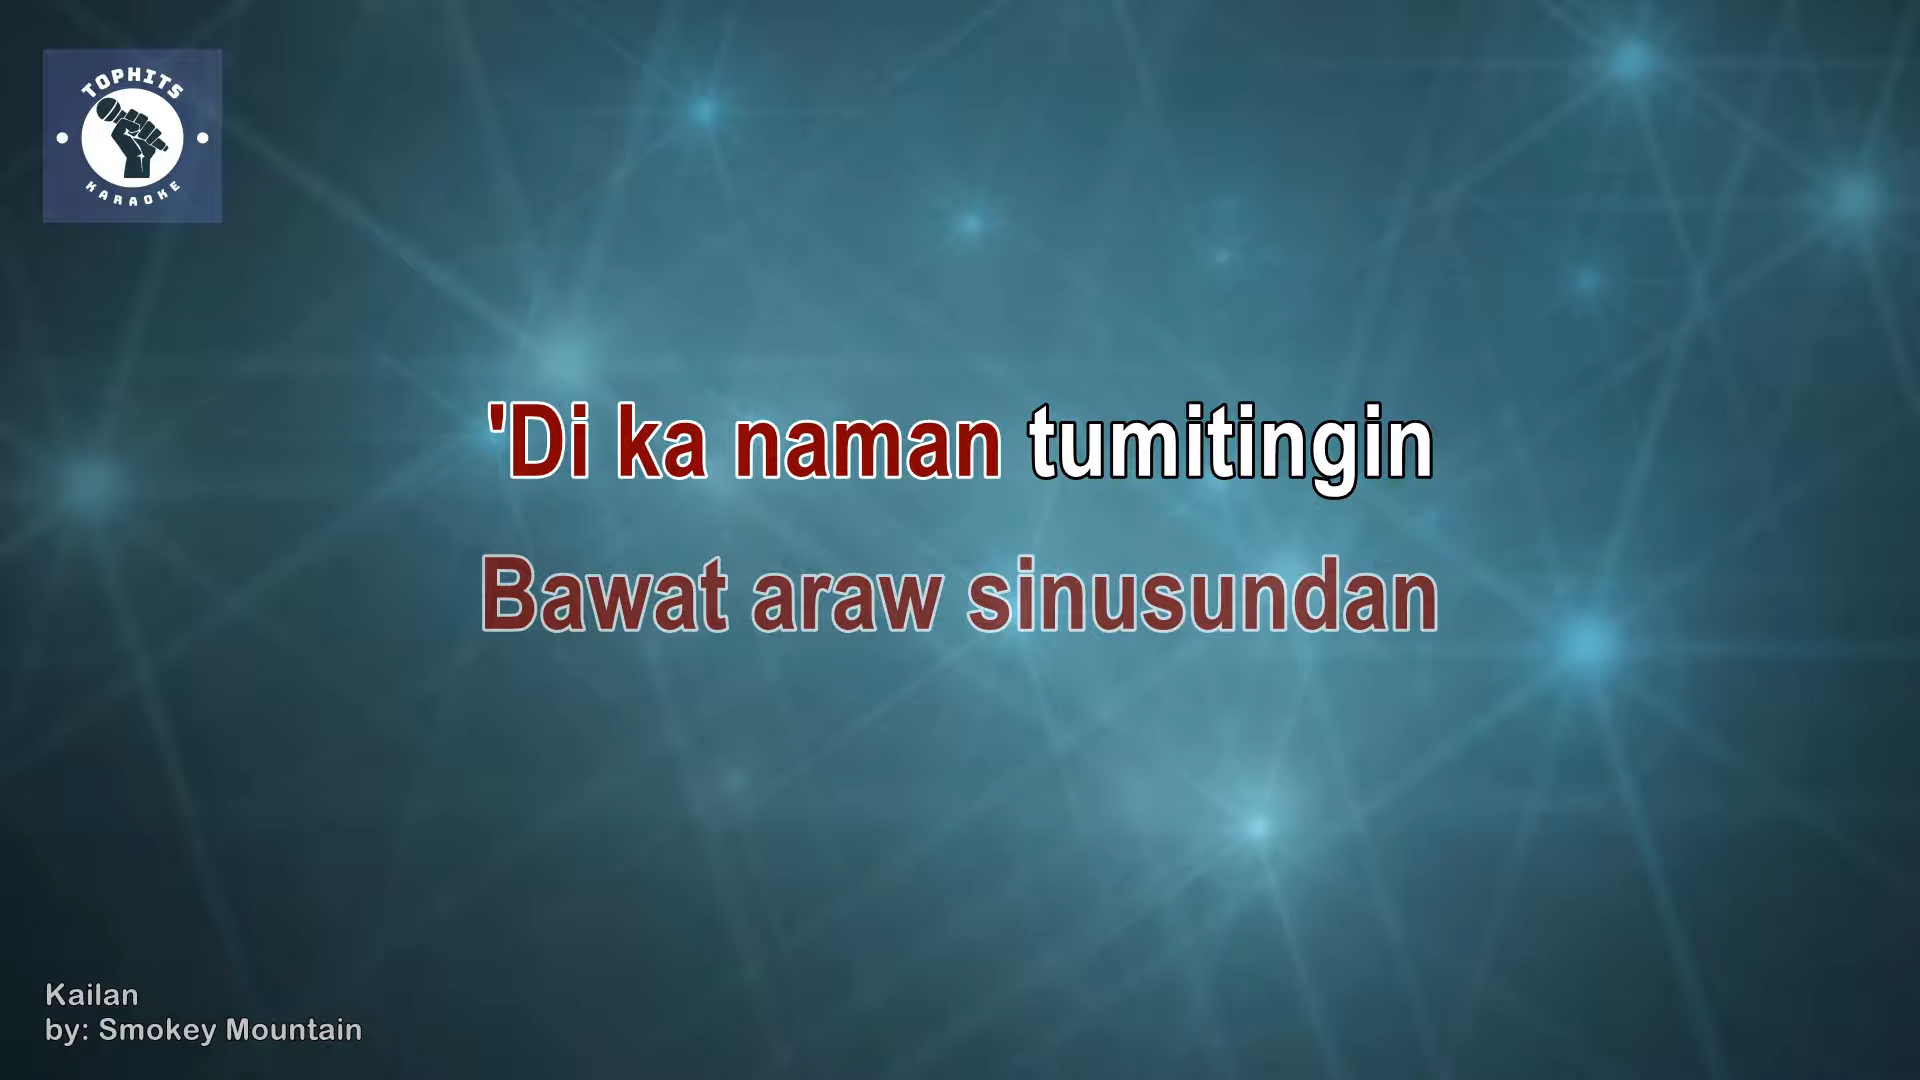 TOPHITS
KARAOKE
'Di ka naman tumitingin
Bawat araw sinusundan
Kailan
by: Smokey Mountain